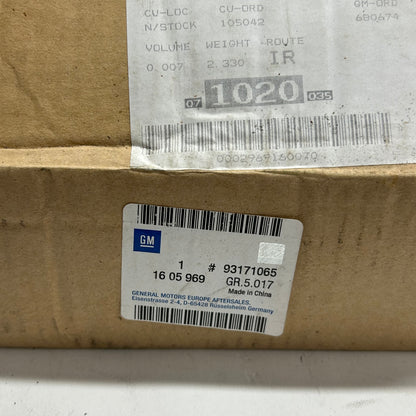 CU-LOC CU-ORD GM-ORD
N/STOCK 105042 680674
VOLUME WEIGHT ROUTE
0.007 2.330 IR
07 1020 035
GM
1 # 93171065
16 05 969 GR.5.017
Made in China
GENERAL MOTORS EUROPE AFTERSALES.
Eisenstrasse 2-4, D-65428 Rüsselsheim Germany